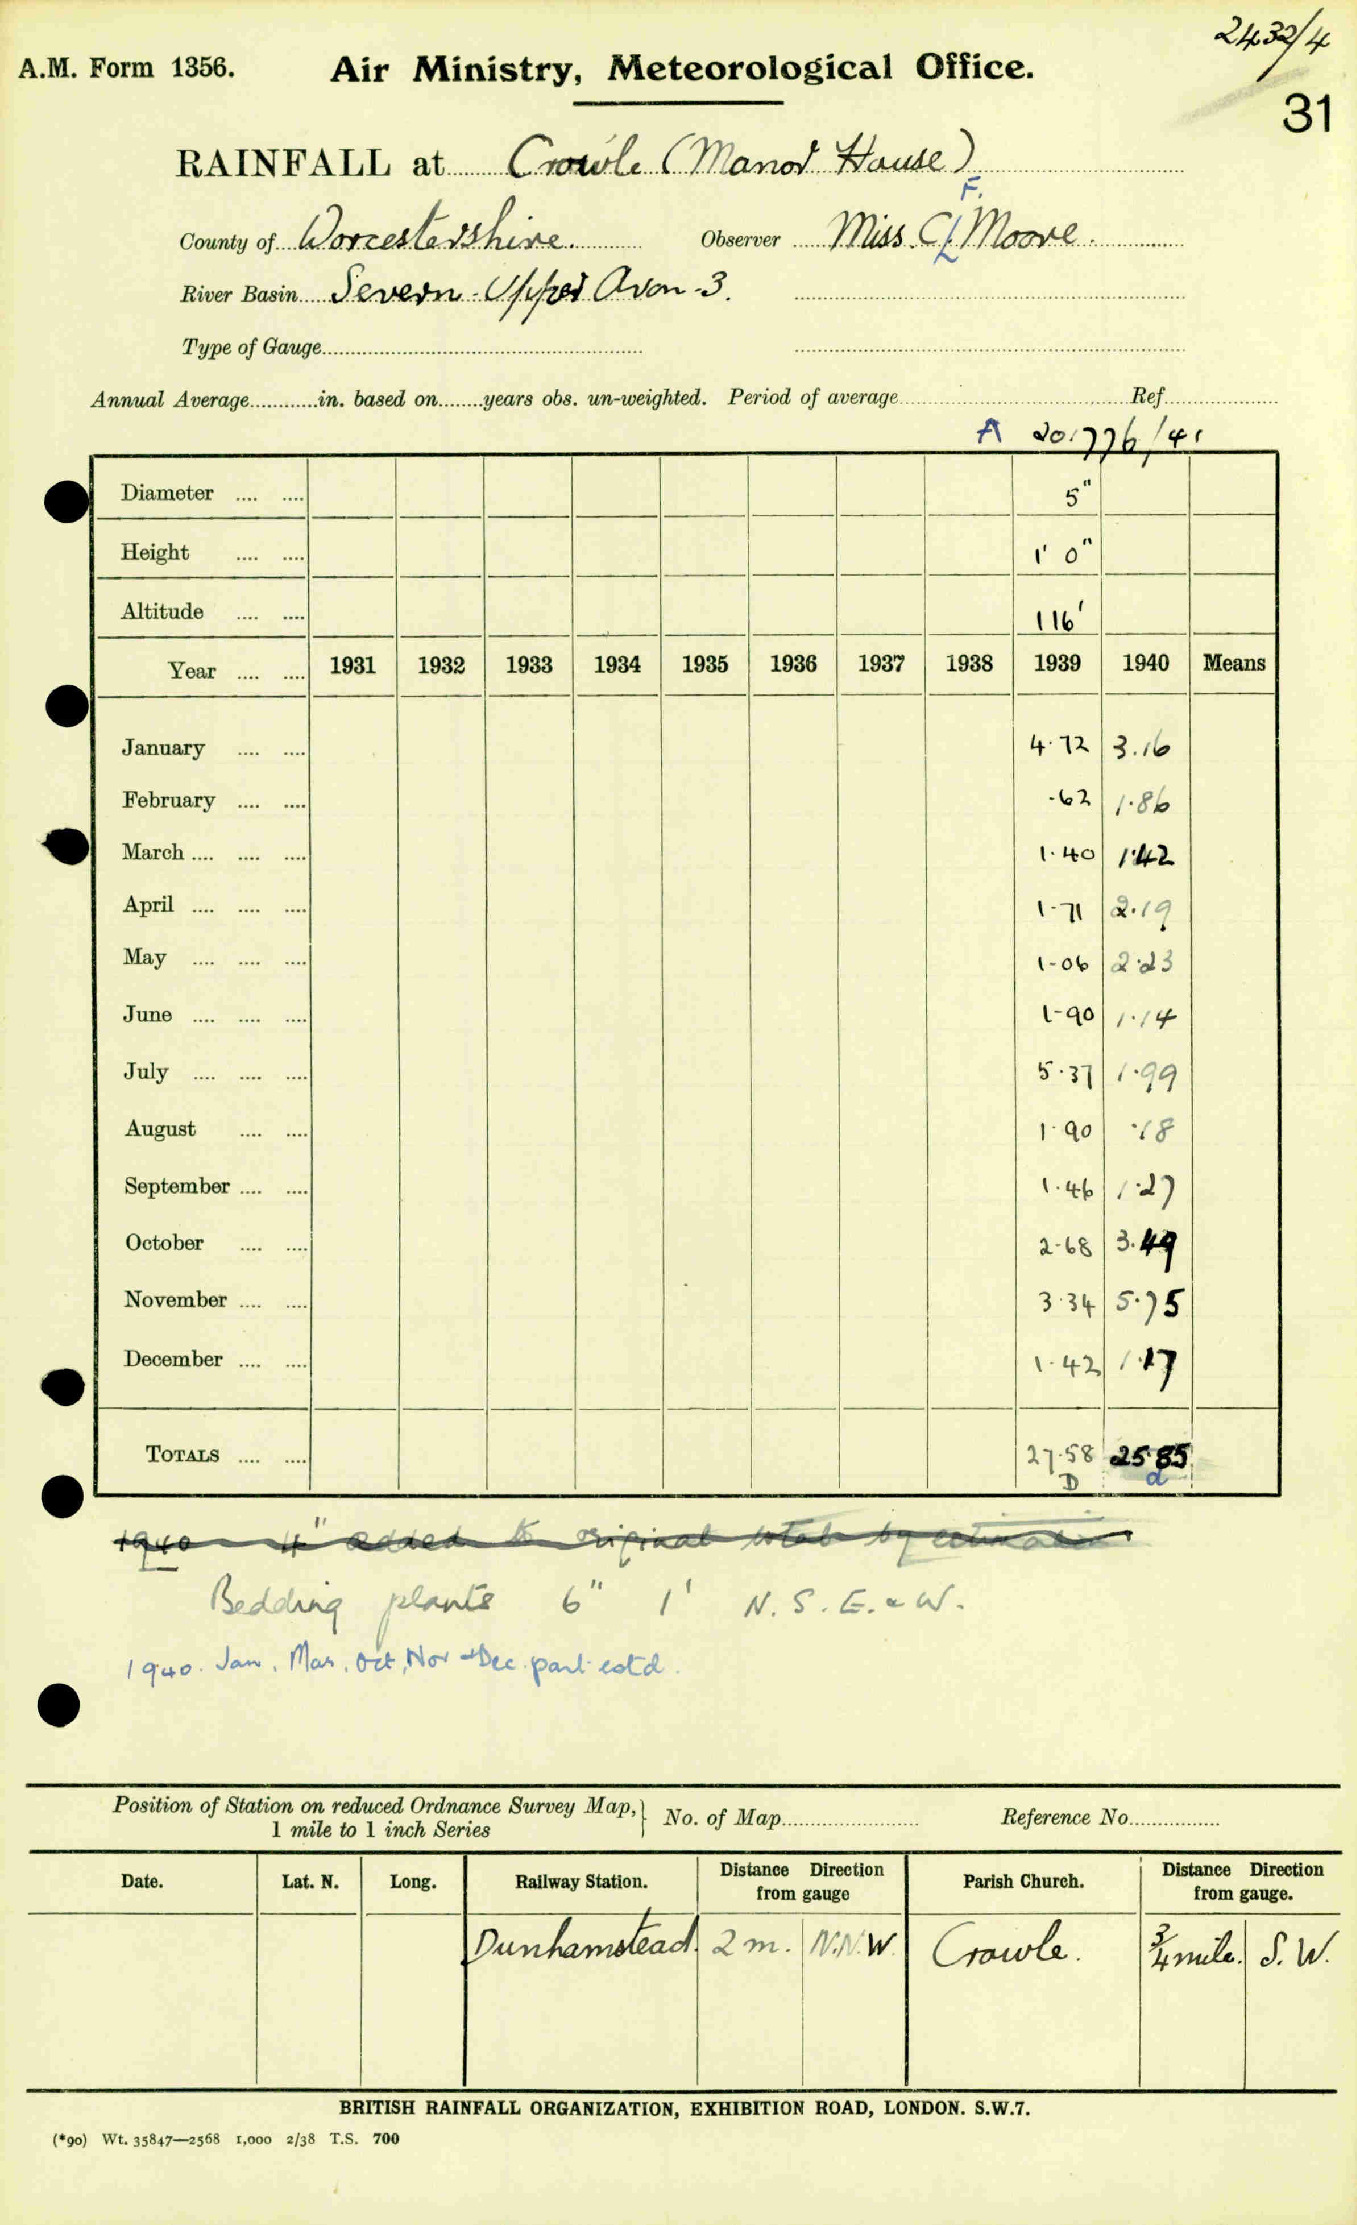 2432/4
A.M. Form 1356. Air Ministry, Meteorological Office.
31
RAINFALL at Crowle (Manor House)
F.
County of Worcestershire. Observer Miss C L Moore.
River Basin Severn - Upper Avon - 3.
Type of Gauge
Annual Average in. based on years obs. un-weighted. Period of average Ref
A 201776/41
Diameter .... .... 5"
Height .... .... 1' 0"
Altitude .... .... 116'
Year .... .... 1931 1932 1933 1934 1935 1936 1937 1938 1939 1940 Means
January .... .... 4.72 3.16
February .... .... .62 1.86
March .... .... .... 1.40 1.42
April .... .... .... 1.71 2.19
May .... .... .... 1.06 2.23
June .... .... .... 1.90 1.14
July .... .... .... 5.37 1.99
August .... .... 1.90 .18
September .... .... 1.46 1.27
October .... .... 2.68 3.49
November .... .... 3.34 5.75
December .... .... 1.42 1.17
TOTALS .... .... 27.58 25.85
D d
1940 4" added to original totals by estimation
Bedding plants 6" 1' N. S. E. & W.
1940. Jan, Mar, Oct, Nov & Dec. part estd.
Position of Station on reduced Ordnance Survey Map, 1 mile to 1 inch Series } No. of Map Reference No.
Date. Lat. N. Long. Railway Station. Distance Direction from gauge Parish Church. Distance Direction from gauge.
Dunhamstead. 2 m. N.N.W. Crowle. 3/4 mile. S. W.
BRITISH RAINFALL ORGANIZATION, EXHIBITION ROAD, LONDON. S.W.7.
(*90) Wt. 35847—2568 1,000 2/38 T.S. 700